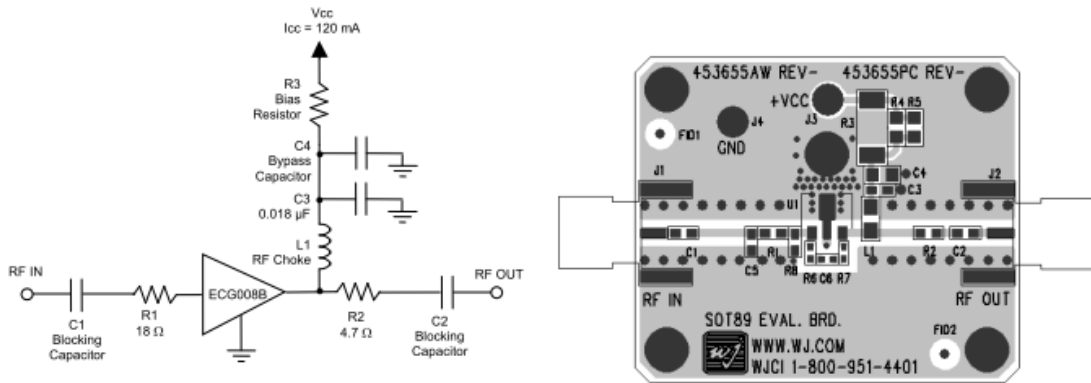 Vcc
Icc = 120 mA
R3
Bias
Resistor
C4
Bypass
Capacitor
C3
0.018 µF
L1
RF Choke
RF IN
RF OUT
ECG008B
C1
Blocking
Capacitor
R1
18 Ω
R2
4.7 Ω
C2
Blocking
Capacitor
453655AW REV-
453655PC REV-
+VCC
J3
R4 R5
R3
FID1
J4
GND
J1
J2
C4
C3
U1
C1
C5
R1
R8
R6
C6
R7
L1
R2
C2
RF IN
RF OUT
SOT89 EVAL. BRD.
FID2
wj
WWW.WJ.COM
WJCI 1-800-951-4401